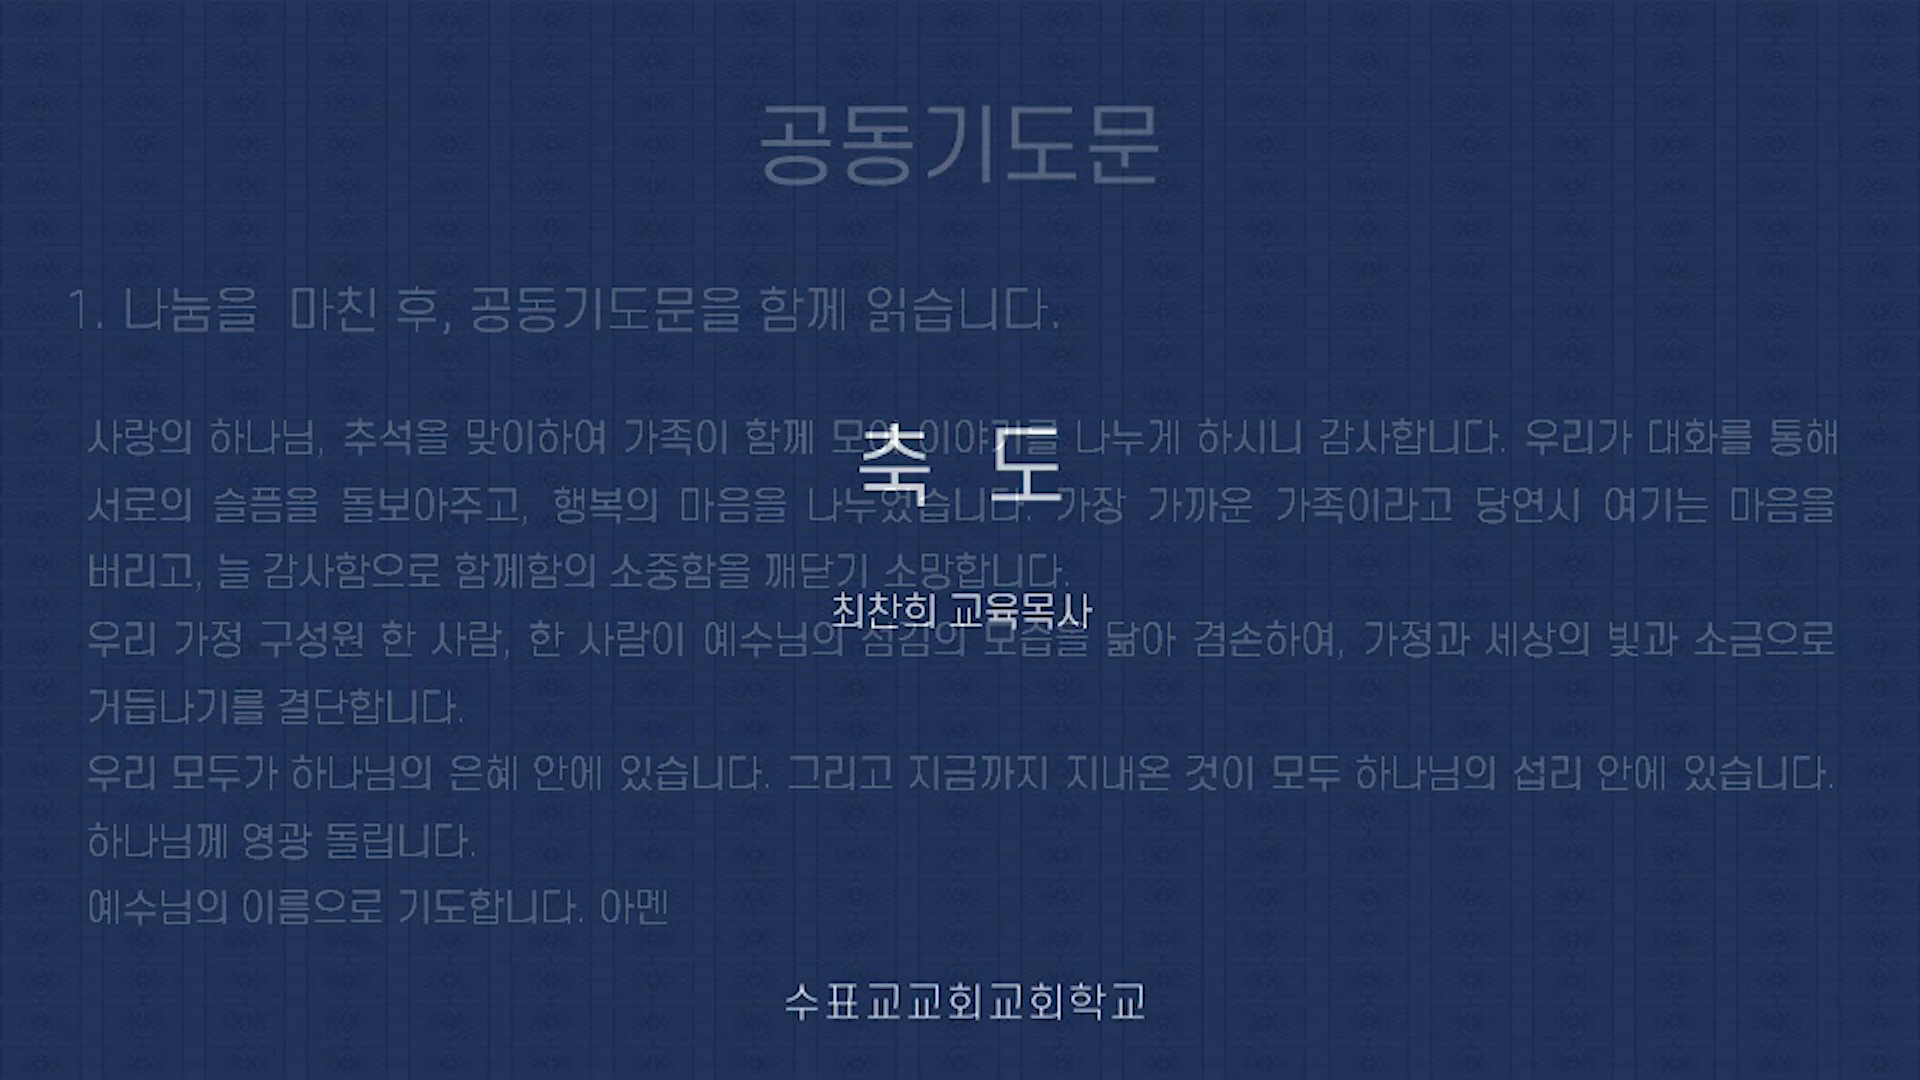 공동기도문
1. 나눔을 마친 후, 공동기도문을 함께 읽습니다.
사랑의 하나님, 추석을 맞이하여 가족이 함께 모여 이야기를 나누게 하시니 감사합니다. 우리가 대화를 통해
축 도
서로의 슬픔을 돌보아주고, 행복의 마음을 나누었습니다. 가장 가까운 가족이라고 당연시 여기는 마음을
버리고, 늘 감사함으로 함께함의 소중함을 깨닫기 소망합니다.
최찬희 교육목사
우리 가정 구성원 한 사람, 한 사람이 예수님의 섬김의 모습을 닮아 겸손하여, 가정과 세상의 빛과 소금으로
거듭나기를 결단합니다.
우리 모두가 하나님의 은혜 안에 있습니다. 그리고 지금까지 지내온 것이 모두 하나님의 섭리 안에 있습니다.
하나님께 영광 돌립니다.
예수님의 이름으로 기도합니다. 아멘
수표교교회교회학교